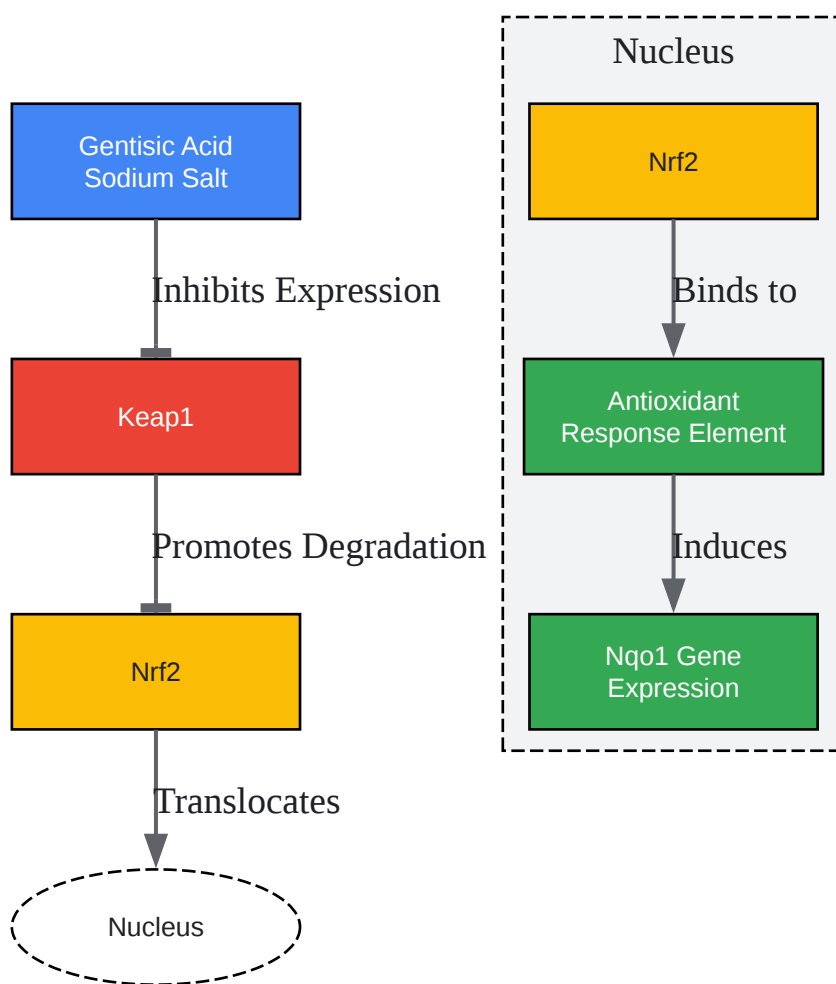 Gentisic Acid
Sodium Salt
Inhibits Expression
Keap1
Promotes Degradation
Nrf2
Translocates
Nucleus
Nucleus
Nrf2
Binds to
Antioxidant
Response Element
Induces
Nqo1 Gene
Expression